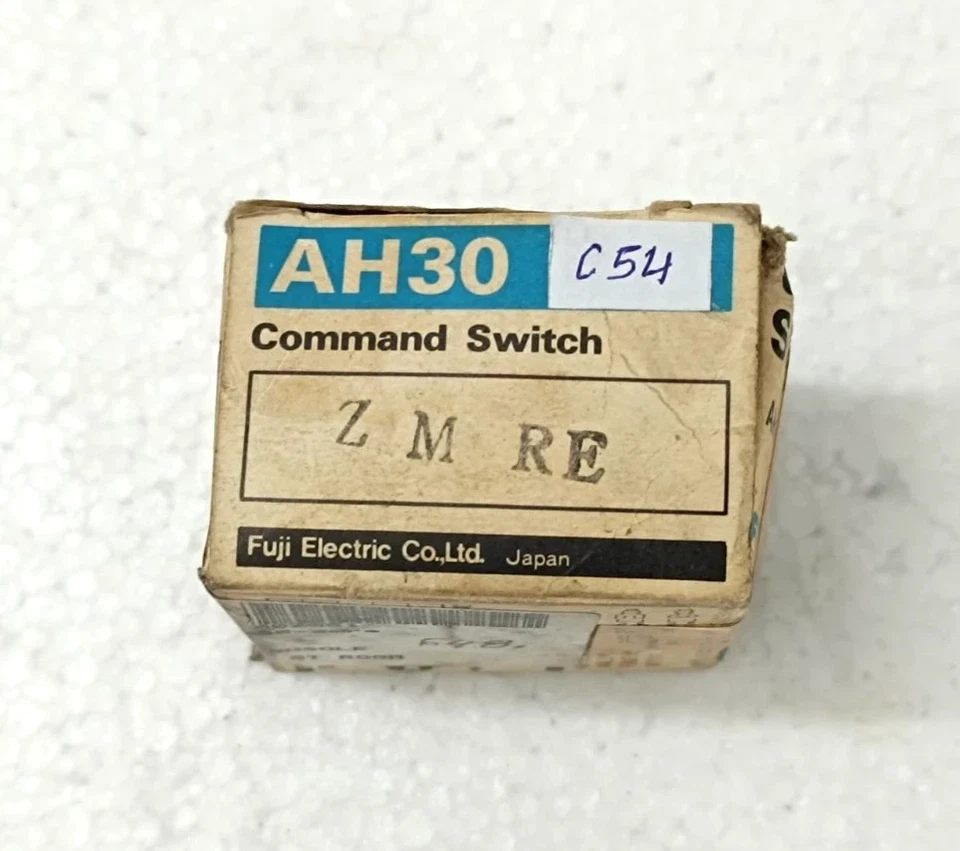 AH30 C54
Command Switch
Z M RE
Fuji Electric Co.,Ltd. Japan